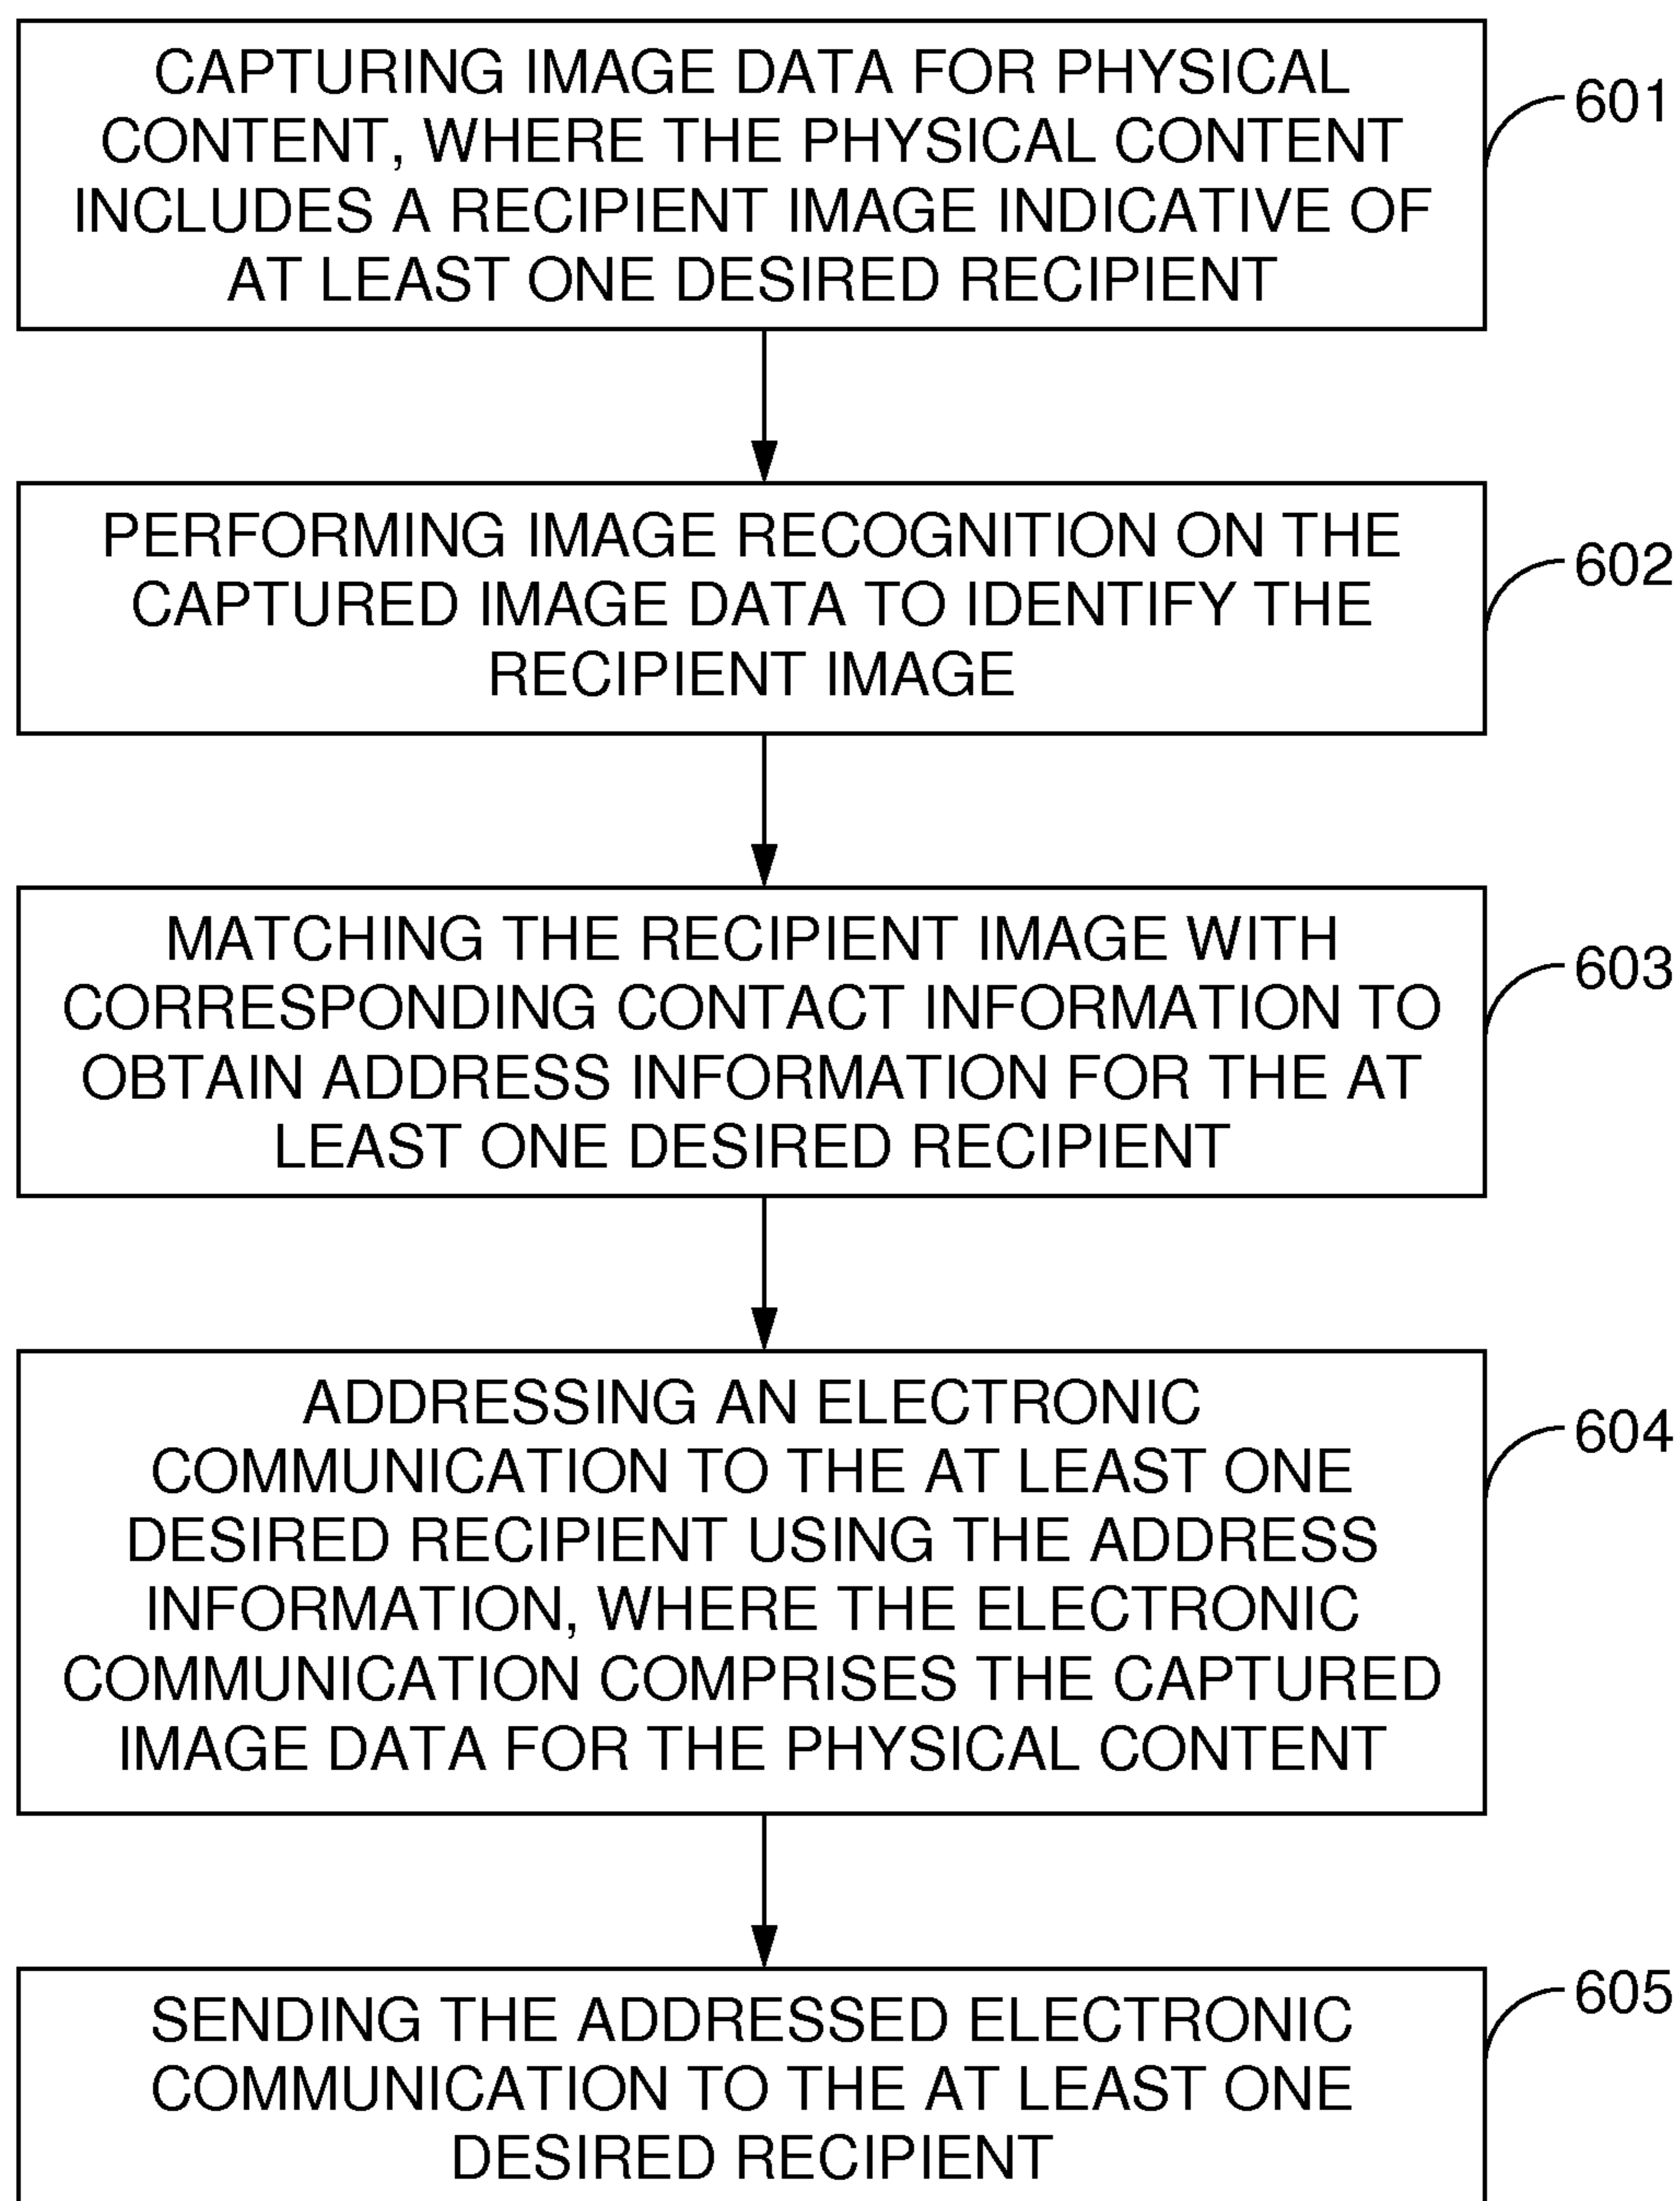 CAPTURING IMAGE DATA FOR PHYSICAL
CONTENT, WHERE THE PHYSICAL CONTENT
INCLUDES A RECIPIENT IMAGE INDICATIVE OF
AT LEAST ONE DESIRED RECIPIENT
601
PERFORMING IMAGE RECOGNITION ON THE
CAPTURED IMAGE DATA TO IDENTIFY THE
RECIPIENT IMAGE
602
MATCHING THE RECIPIENT IMAGE WITH
CORRESPONDING CONTACT INFORMATION TO
OBTAIN ADDRESS INFORMATION FOR THE AT
LEAST ONE DESIRED RECIPIENT
603
ADDRESSING AN ELECTRONIC
COMMUNICATION TO THE AT LEAST ONE
DESIRED RECIPIENT USING THE ADDRESS
INFORMATION, WHERE THE ELECTRONIC
COMMUNICATION COMPRISES THE CAPTURED
IMAGE DATA FOR THE PHYSICAL CONTENT
604
SENDING THE ADDRESSED ELECTRONIC
COMMUNICATION TO THE AT LEAST ONE
DESIRED RECIPIENT
605